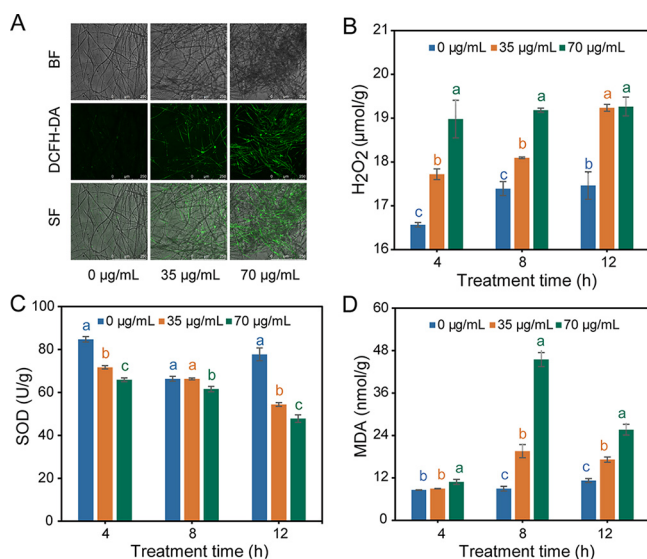 A
BF
DCFH-DA
SF
0 μg/mL 35 μg/mL 70 μg/mL
0 μm 250
B
0 μg/mL 35 μg/mL 70 μg/mL
H2O2 (μmol/g)
20
19
18
17
16
c b a
c b a
b a a
4 8 12
Treatment time (h)
C
0 μg/mL 35 μg/mL 70 μg/mL
SOD (U/g)
100
80
60
40
20
0
a b c
a a b
a b c
4 8 12
Treatment time (h)
D
0 μg/mL 35 μg/mL 70 μg/mL
MDA (nmol/g)
60
48
36
24
12
0
b b a
c b a
c b a
4 8 12
Treatment time (h)